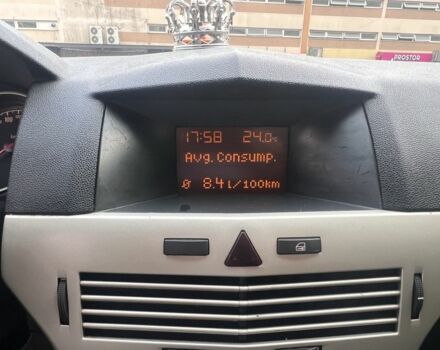 PROSTOR
17:58 24.0°C
Avg. Consump.
Ø 8.4 l/100km